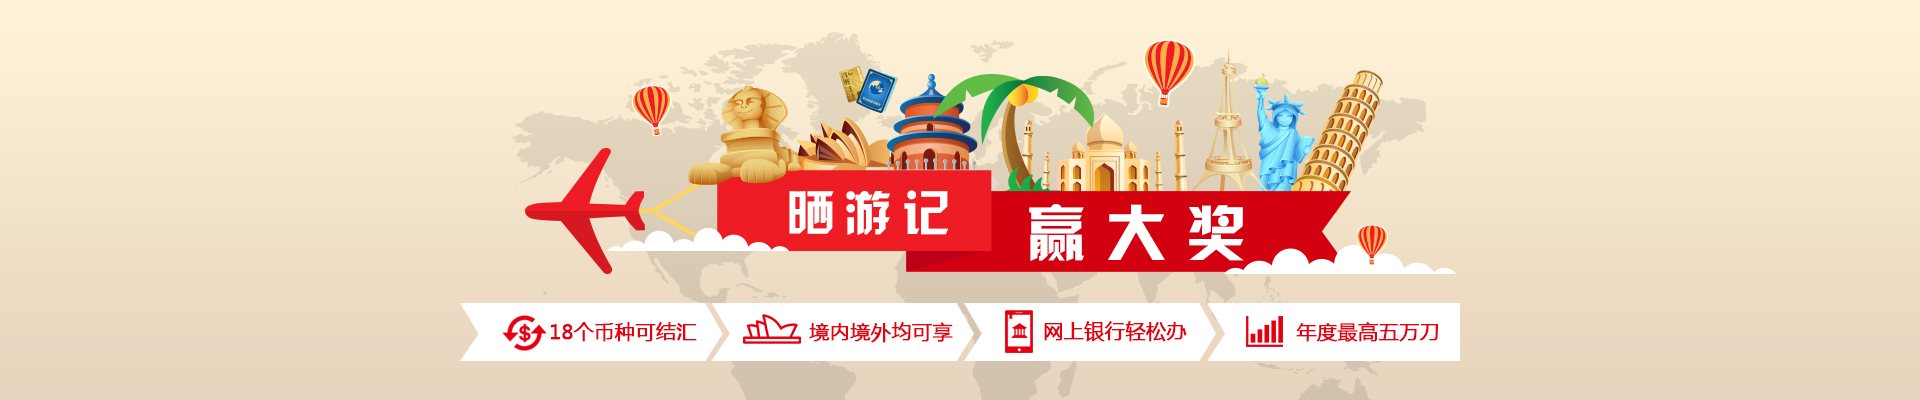 晒游记
赢大奖
$
18个币种可结汇
境内境外均可享
网上银行轻松办
年度最高五万刀